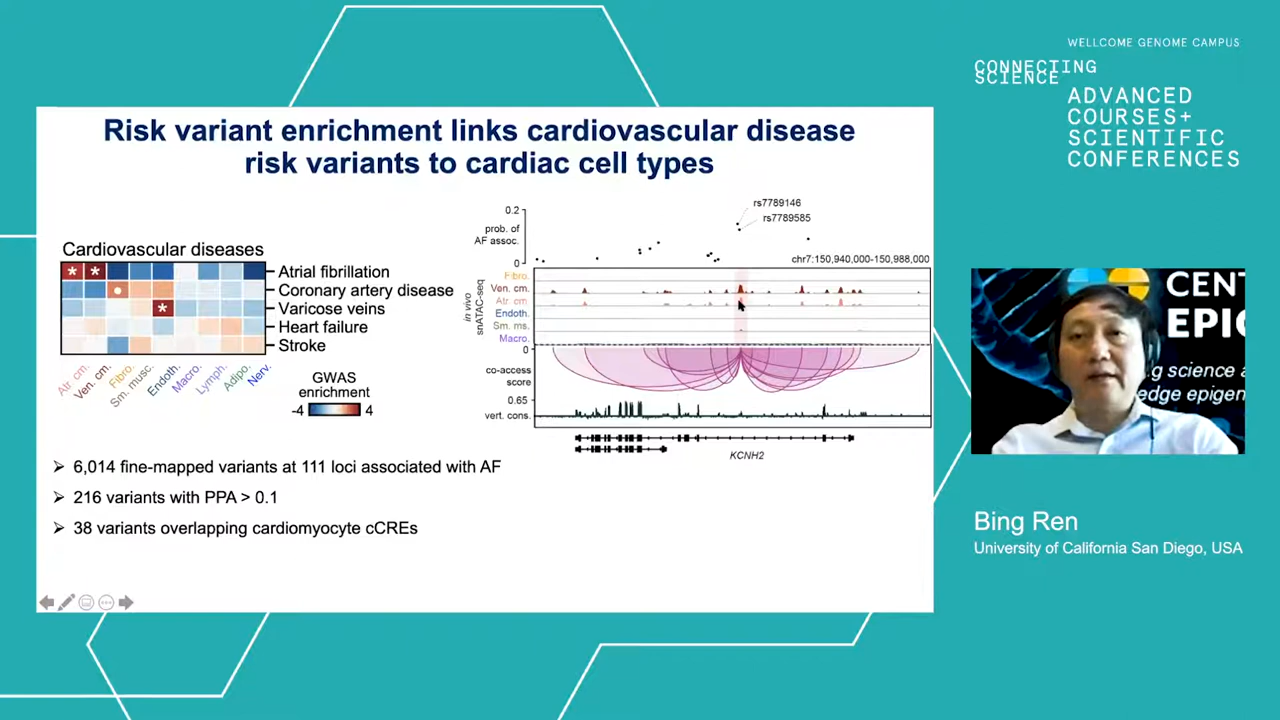 WELLCOME GENOME CAMPUS
CONNECTING
SCIENCE
ADVANCED
COURSES+
SCIENTIFIC
CONFERENCES
Risk variant enrichment links cardiovascular disease
risk variants to cardiac cell types
Cardiovascular diseases
* * Atrial fibrillation
Coronary artery disease
* Varicose veins
Heart failure
Stroke
Atr. cm.
Ven. cm.
Fibro.
Sm. musc.
Endoth.
Macro.
Lymph.
Adipo.
Nerv.
GWAS
enrichment
-4 4
rs7789146
rs7789585
0.2
prob. of
AF assoc.
0
chr7:150,940,000-150,988,000
in vivo
snATAC-seq
Fibro.
Ven. cm.
Atr. cm.
Endoth.
Sm. ms.
Macro.
0
co-access
score
0.65
vert. cons.
KCNH2
➢ 6,014 fine-mapped variants at 111 loci associated with AF
➢ 216 variants with PPA > 0.1
➢ 38 variants overlapping cardiomyocyte cCREs
CENT
EPIG
g science a
edge epigen
Bing Ren
University of California San Diego, USA